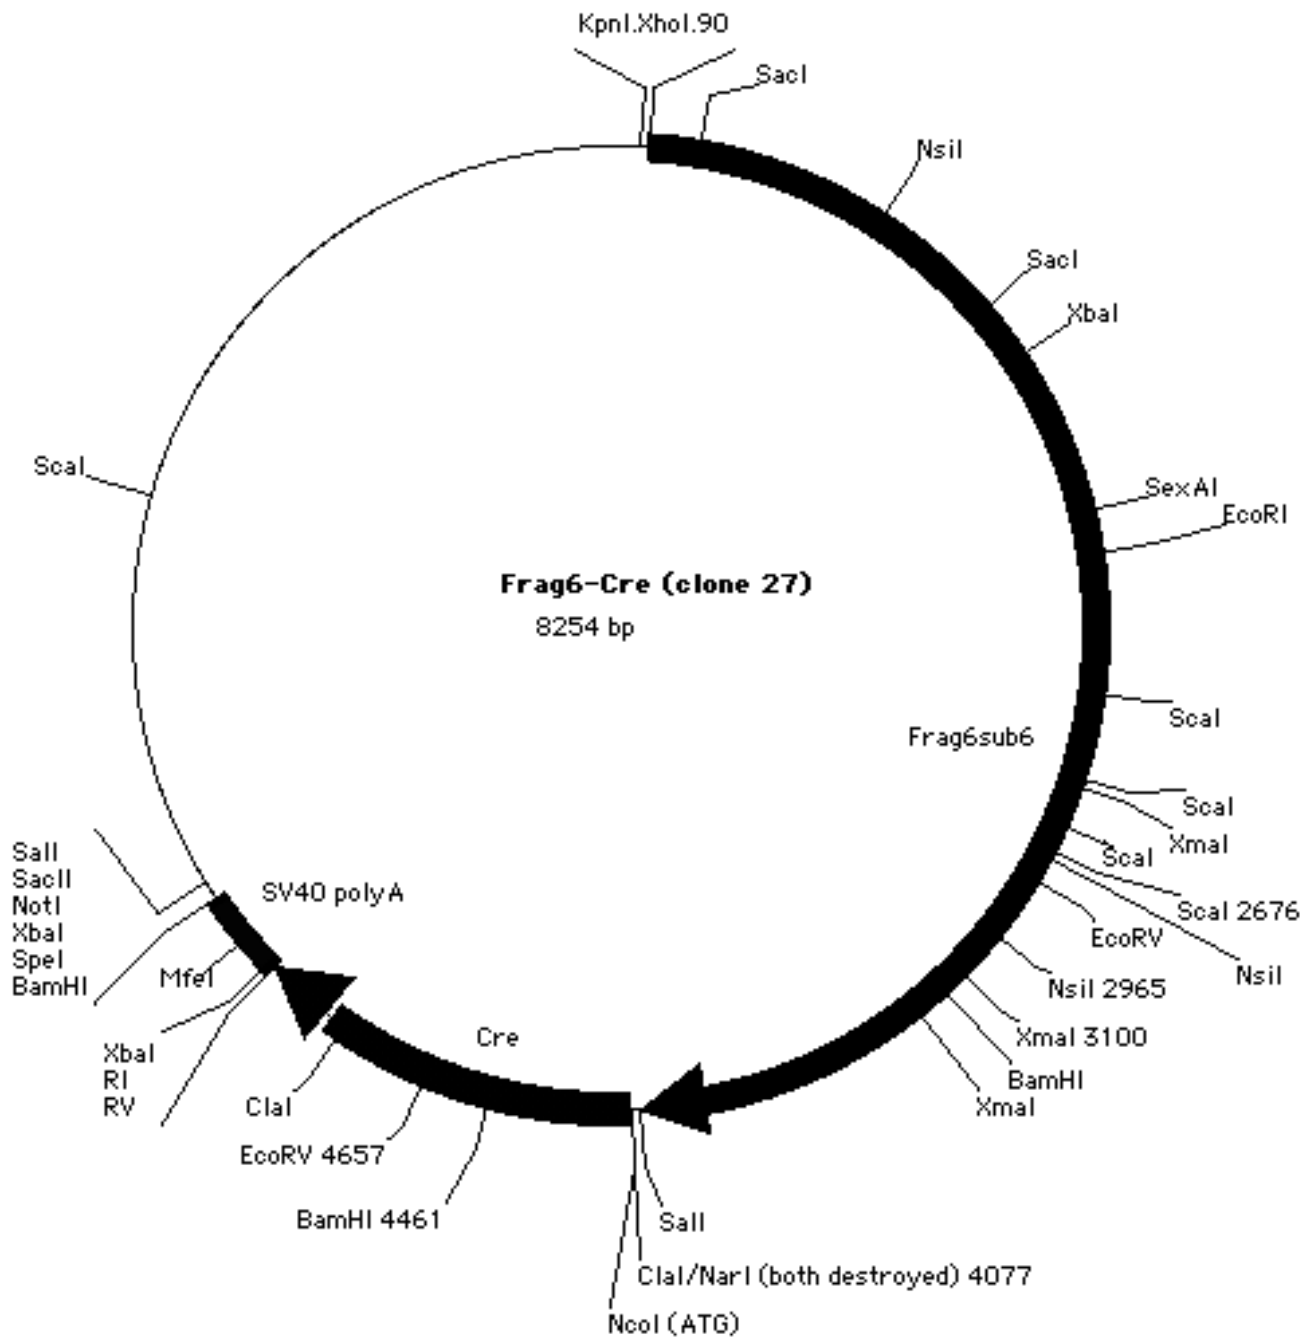 KpnI.XhoI.90
SacI
NsiI
SacI
XbaI
SexAI
EcoRI
ScaI
Frag6-Cre (clone 27)
8254 bp
ScaI
Frag6sub6
ScaI
XmaI
ScaI
ScaI 2676
EcoRV
NsiI
NsiI 2965
XmaI 3100
BamHI
XmaI
SalI
SacII
NotI
XbaI
SpeI
BamHI
SV40 polyA
MfeI
XbaI
RI
RV
Cre
ClaI
EcoRV 4657
BamHI 4461
SalI
ClaI/NarI (both destroyed) 4077
NcoI (ATG)